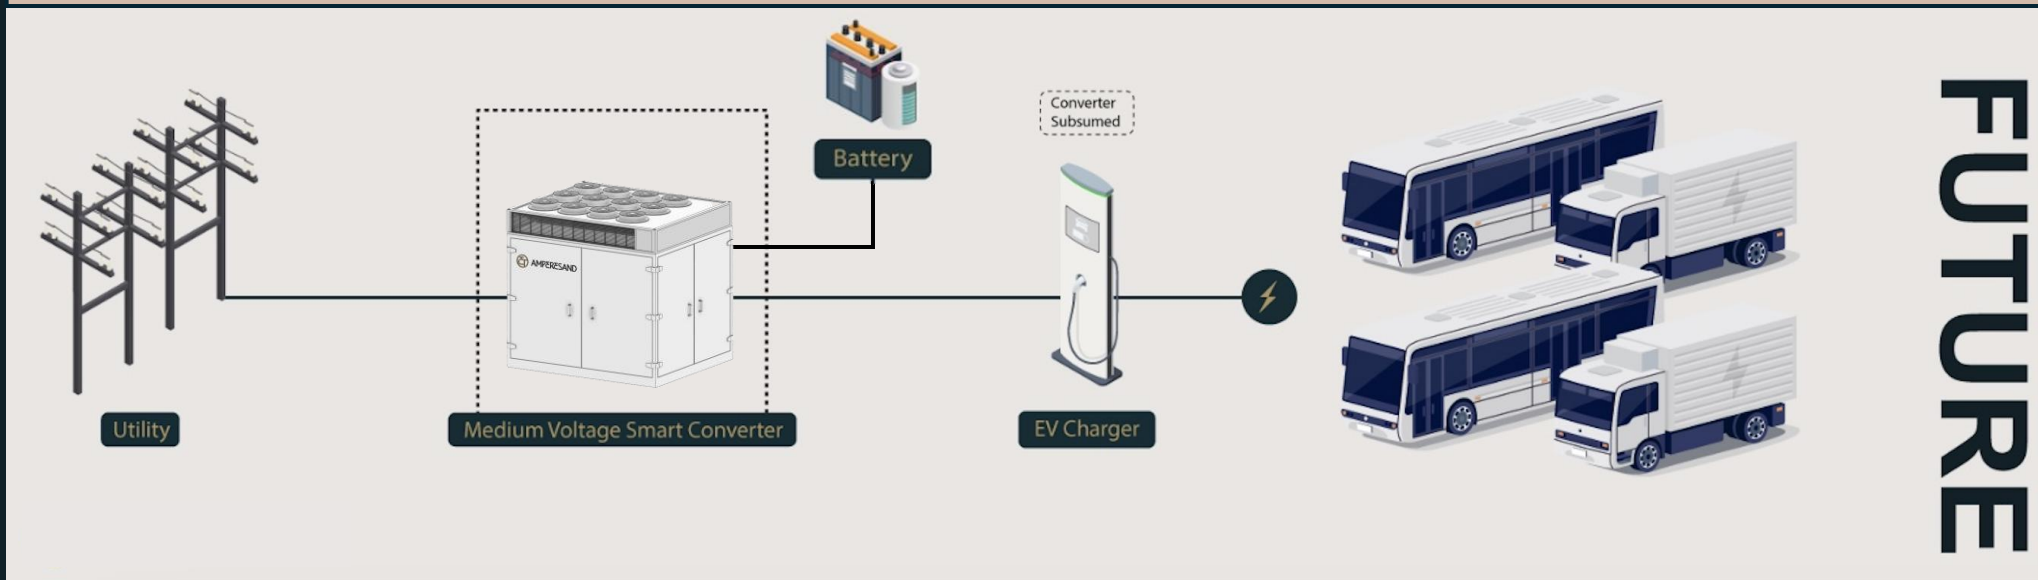 Battery
Converter
Subsumed
AMPERESAND
Utility
Medium Voltage Smart Converter
EV Charger
FUTURE